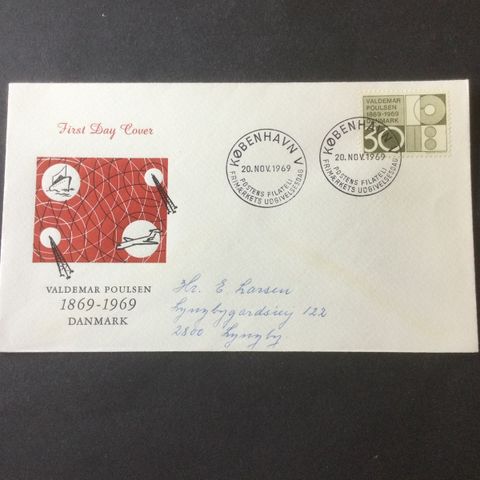 First Day Cover
VALDEMAR POULSEN
1869-1969
DANMARK
KØBENHAVN V
20. NOV. 1969
POSTENS FILATELI
FRIMÆRKETS UDGIVELSESDAG
KØBENHAVN V
20. NOV. 1969
POSTENS FILATELI
FRIMÆRKETS UDGIVELSESDAG
VALDEMAR
POULSEN
1869-1969
DANMARK
30
Hr. E. Larsen
Lyngbygardsvej 122
2800 Lyngby